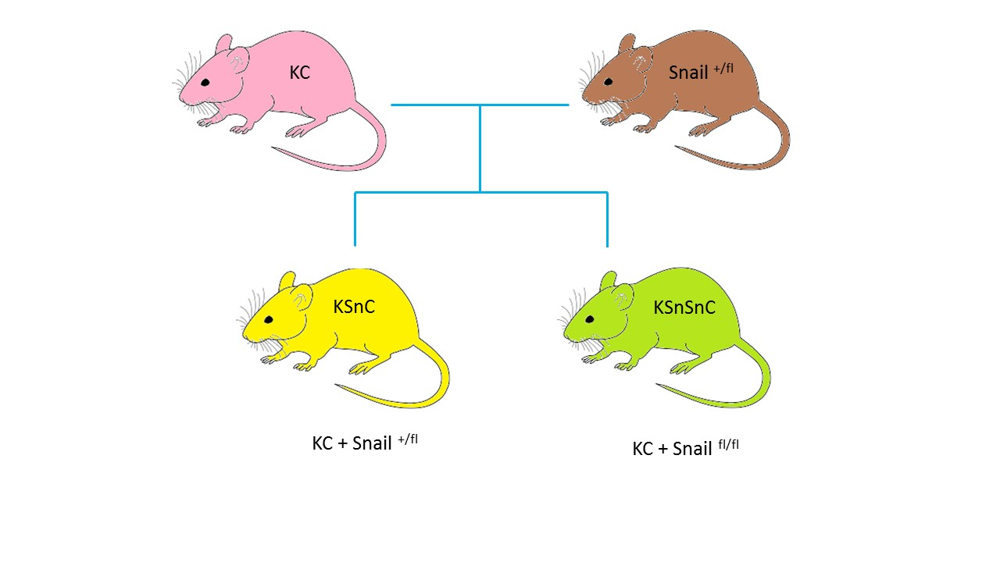 KC
Snail +/fl
KSnC
KSnSnC
KC + Snail +/fl
KC + Snail fl/fl